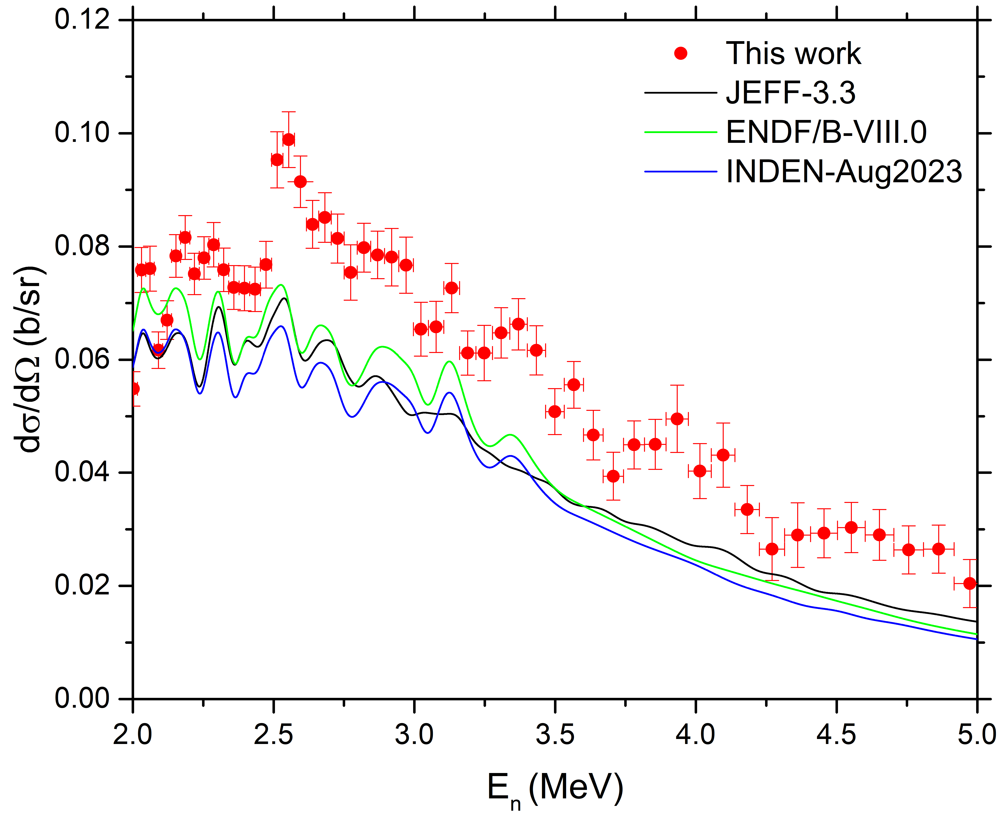 0.12
0.10
0.08
0.06
0.04
0.02
0.00
dσ/dΩ (b/sr)
This work
JEFF-3.3
ENDF/B-VIII.0
INDEN-Aug2023
2.0 2.5 3.0 3.5 4.0 4.5 5.0
En (MeV)